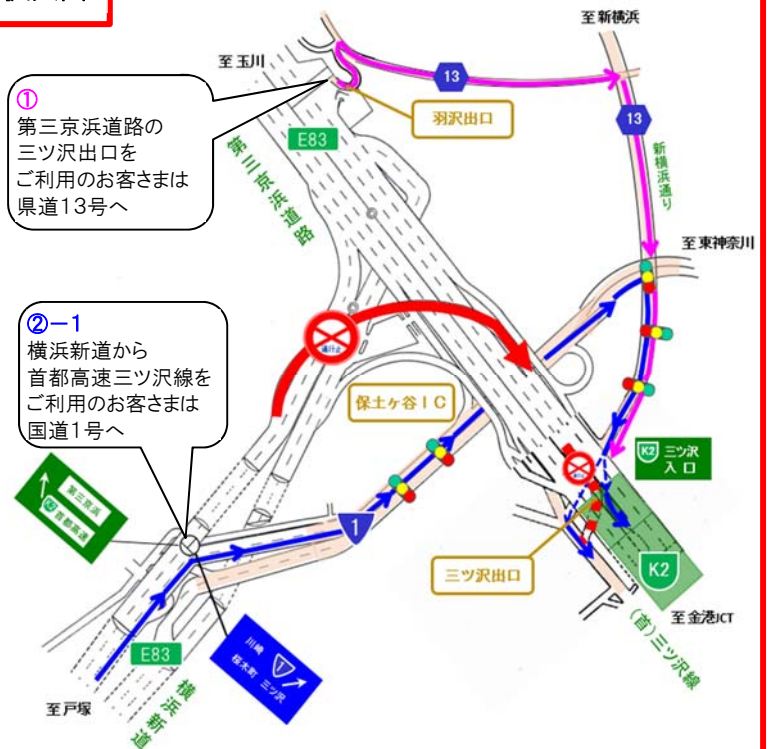 至新横浜
至玉川
13
①
第三京浜道路の
三ツ沢出口を
ご利用のお客さまは
県道13号へ
羽沢出口
E83
13
第三京浜道路
新横浜通り
至東神奈川
②−1
横浜新道から
首都高速三ツ沢線を
ご利用のお客さまは
国道1号へ
通行止
保土ヶ谷IC
K2 三ツ沢
入口
第三京浜
首都高速
1
三ツ沢出口
K2
至金港JCT
(首)三ツ沢線
E83
川崎
桜木町 三ツ沢
1
至戸塚
横浜新道